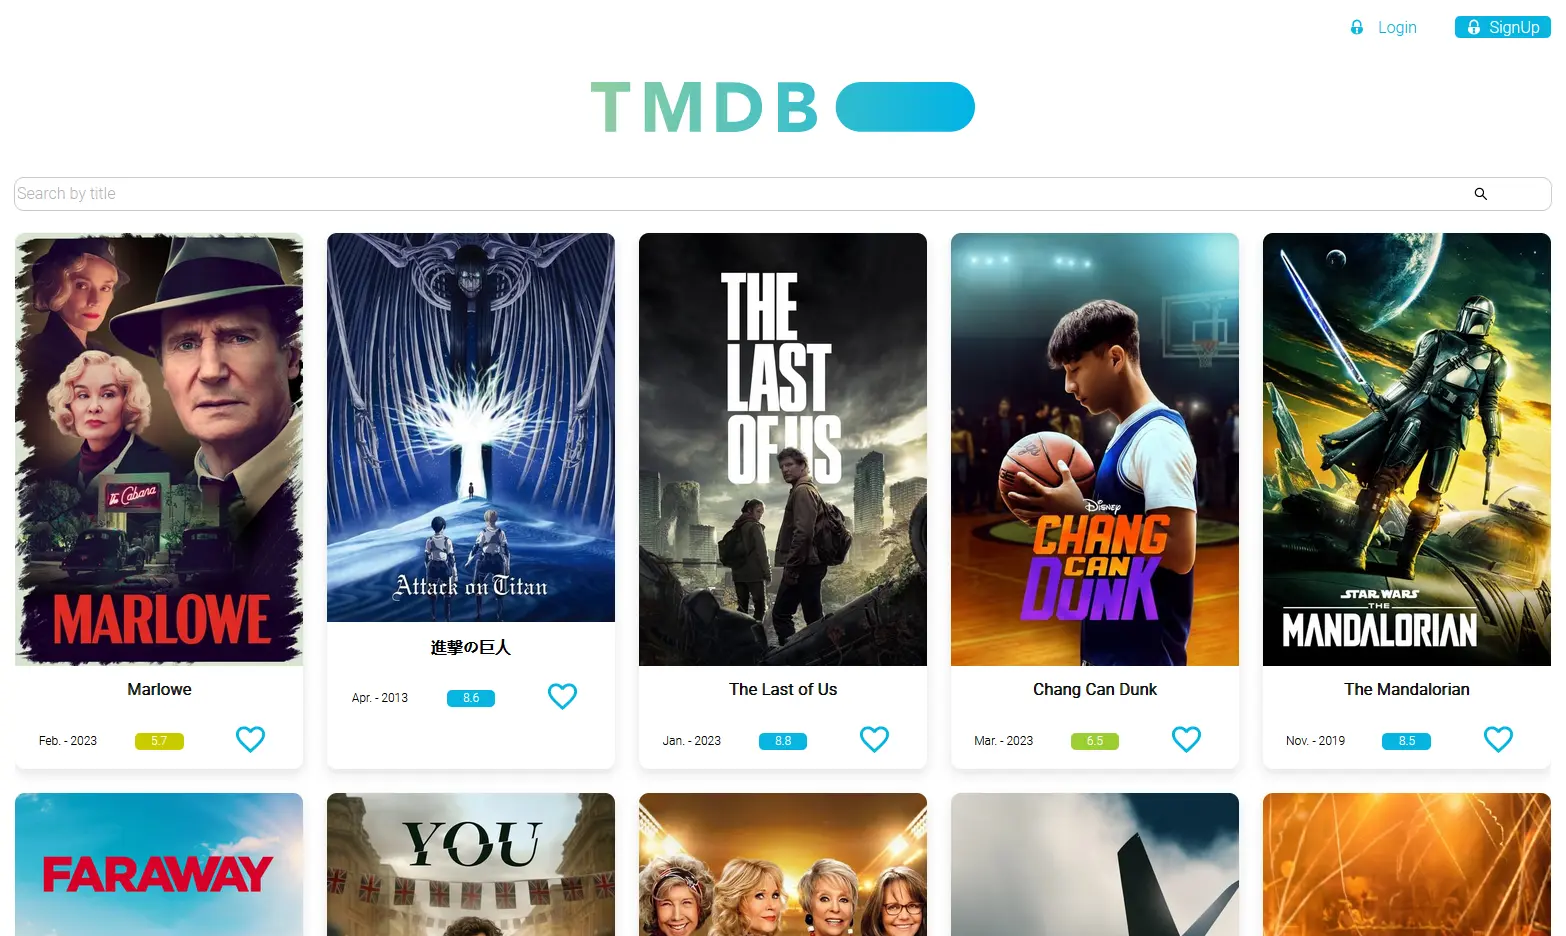 Login
SignUp
TMDB
Search by title
The Cabana
MARLOWE
Attack on Titan
THE
LAST
OF US
DISNEY
CHANG
CAN
DUNK
STAR WARS
THE
MANDALORIAN
Marlowe
Feb. - 2023
5.7
進撃の巨人
Apr. - 2013
8.6
The Last of Us
Jan. - 2023
8.8
Chang Can Dunk
Mar. - 2023
6.5
The Mandalorian
Nov. - 2019
8.5
FARAWAY
YOU